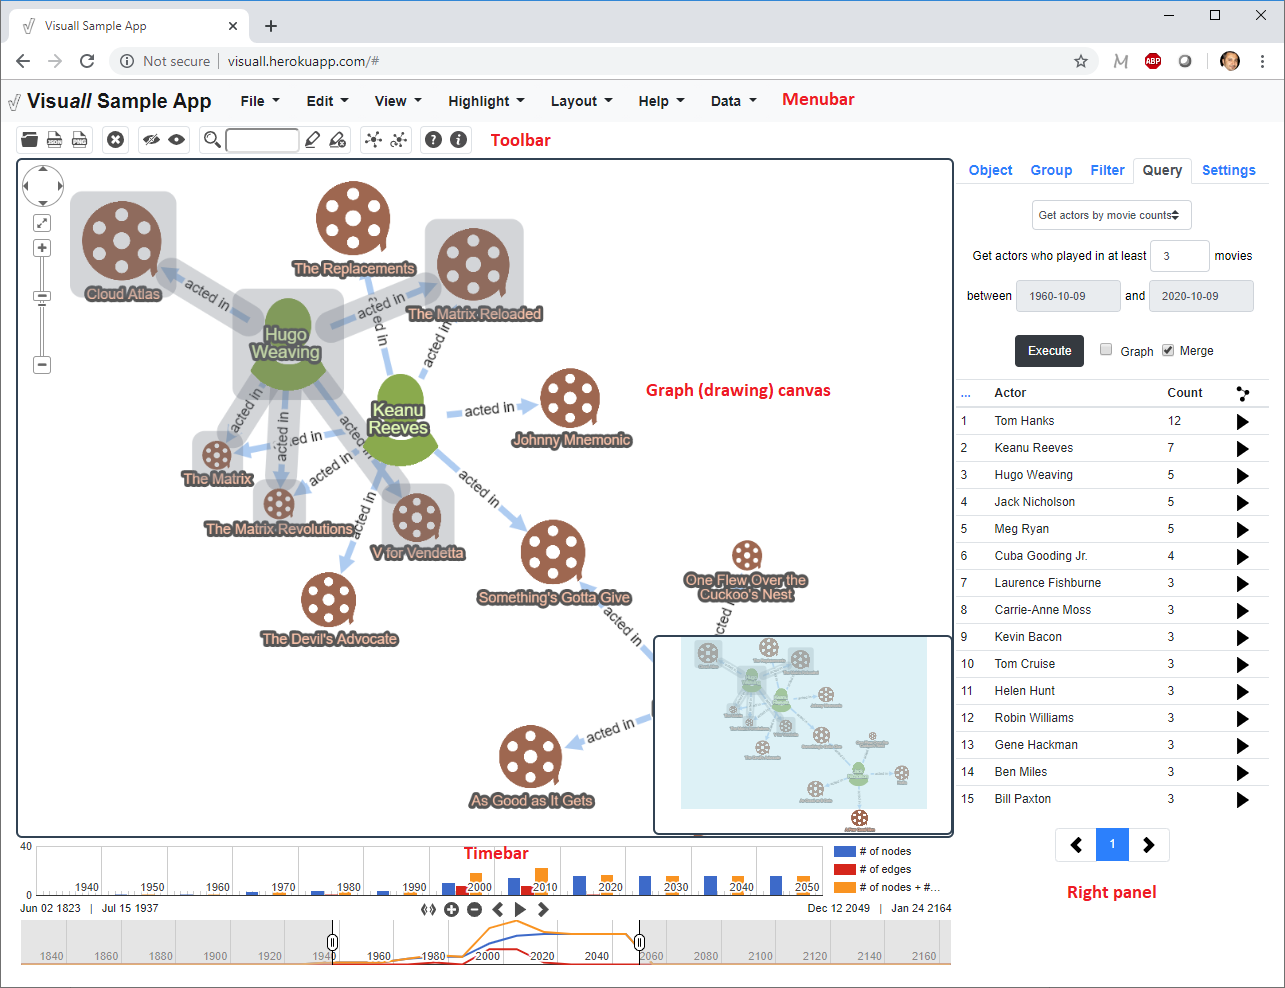 Visuall Sample App
Not secure | visuall.herokuapp.com/#
ABP
Visuall Sample App
File Edit View Highlight Layout Help Data
Menubar
JSON PNG
Toolbar
Object Group Filter Query Settings
Get actors by movie counts
Get actors who played in at least 3 movies
between 1960-10-09 and 2020-10-09
Execute Graph Merge
... Actor Count
1 Tom Hanks 12
2 Keanu Reeves 7
3 Hugo Weaving 5
4 Jack Nicholson 5
5 Meg Ryan 5
6 Cuba Gooding Jr. 4
7 Laurence Fishburne 3
8 Carrie-Anne Moss 3
9 Kevin Bacon 3
10 Tom Cruise 3
11 Helen Hunt 3
12 Robin Williams 3
13 Gene Hackman 3
14 Ben Miles 3
15 Bill Paxton 3
1
Right panel
The Replacements
Cloud Atlas
acted in
acted in
The Matrix Reloaded
acted in
acted in
Hugo
Weaving
Graph (drawing) canvas
Keanu
Reeves
acted in
Johnny Mnemonic
acted in
acted in
acted in
The Matrix
acted in
acted in
The Matrix Revolutions
acted in
V for Vendetta
Something's Gotta Give
One Flew Over the
Cuckoo's Nest
The Devil's Advocate
acted in
acted in
As Good as It Gets
Timebar
40
0
1940 1950 1960 1970 1980 1990 2000 2010 2020 2030 2040 2050
# of nodes
# of edges
# of nodes + #...
Jun 02 1823 | Jul 15 1937
Dec 12 2049 | Jan 24 2164
1840 1860 1880 1900 1920 1940 1960 1980 2000 2020 2040 2060 2080 2100 2120 2140 2160